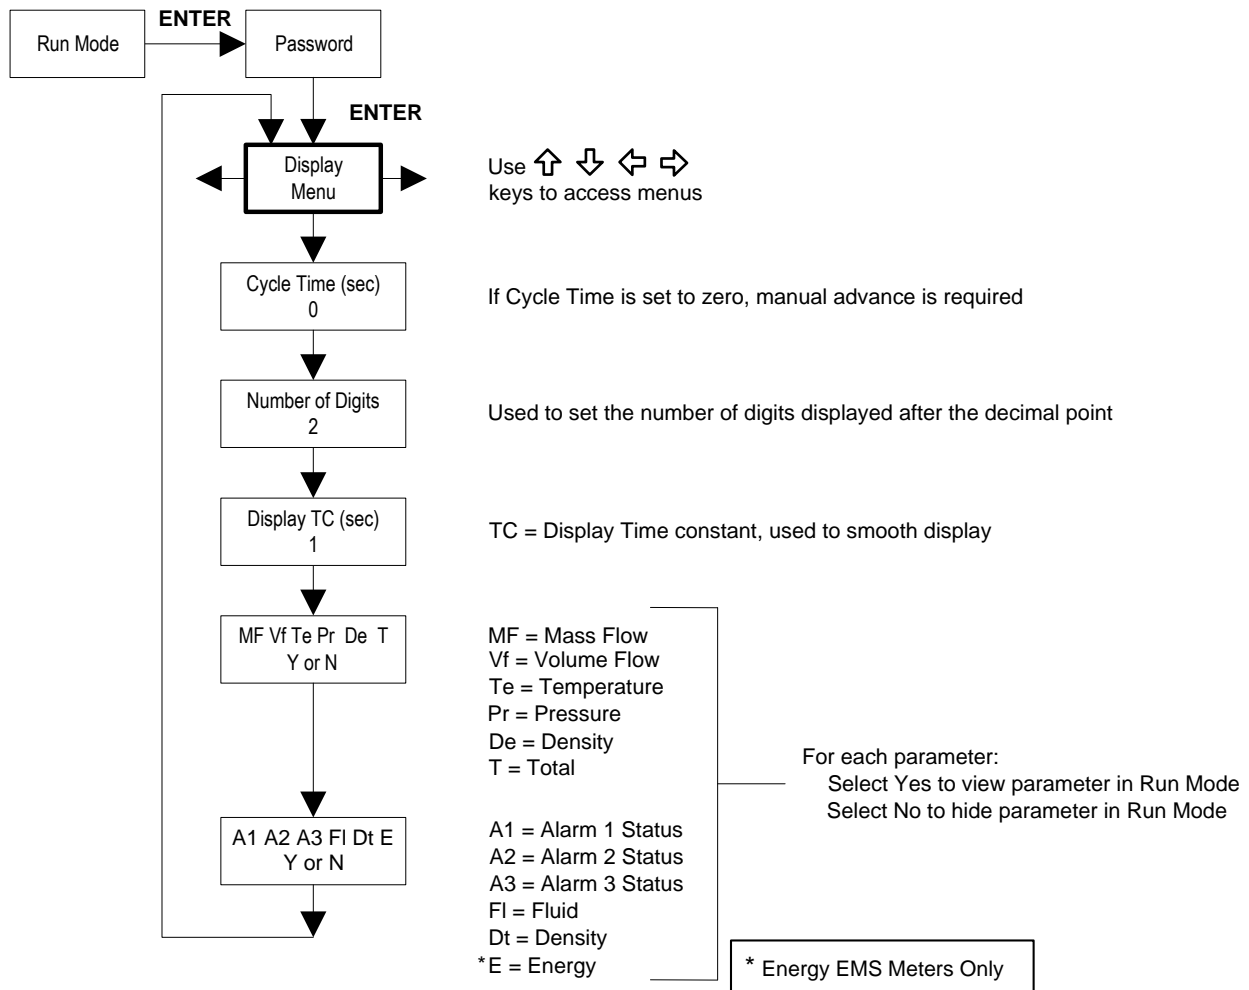 ENTER
Run Mode
Password
ENTER
Display
Menu
Use
keys to access menus
Cycle Time (sec)
0
If Cycle Time is set to zero, manual advance is required
Number of Digits
2
Used to set the number of digits displayed after the decimal point
Display TC (sec)
1
TC = Display Time constant, used to smooth display
MF Vf Te Pr De T
Y or N
MF = Mass Flow
Vf = Volume Flow
Te = Temperature
Pr = Pressure
De = Density
T = Total
For each parameter:
Select Yes to view parameter in Run Mode
Select No to hide parameter in Run Mode
A1 A2 A3 Fl Dt E
Y or N
A1 = Alarm 1 Status
A2 = Alarm 2 Status
A3 = Alarm 3 Status
Fl = Fluid
Dt = Density
*E = Energy
* Energy EMS Meters Only